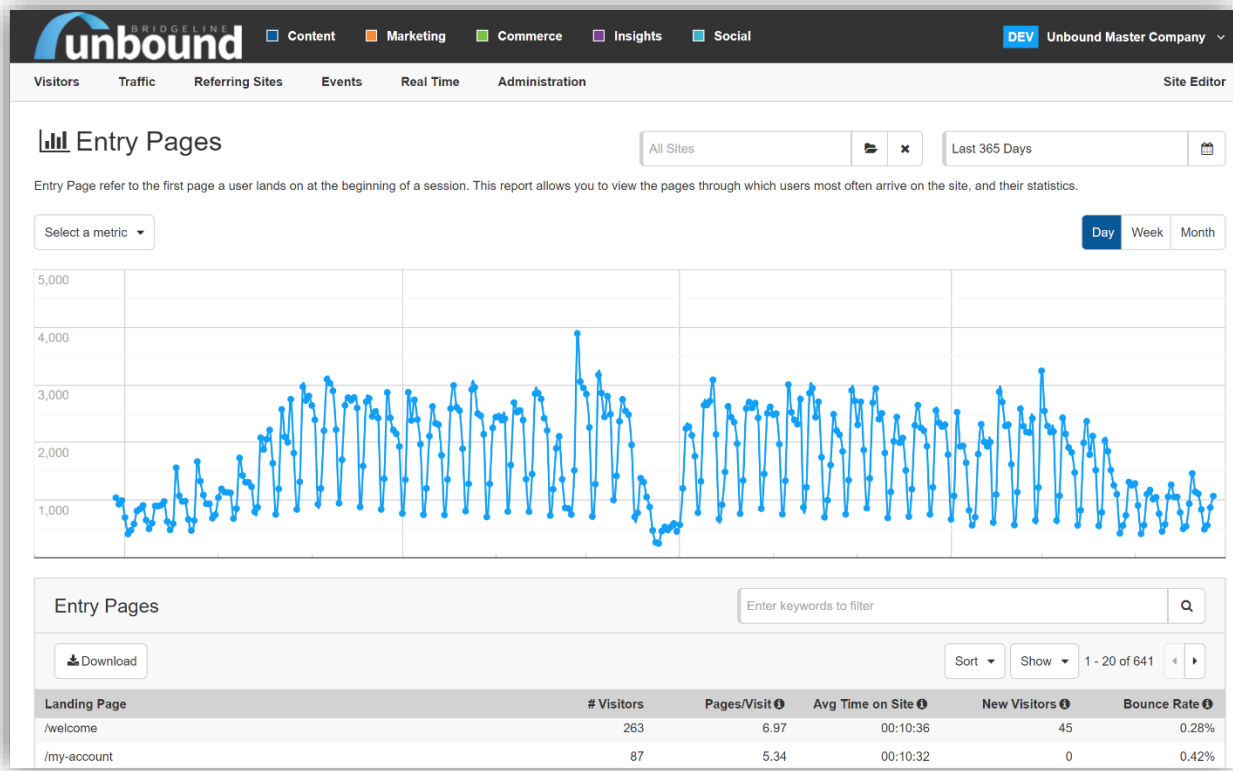 BRIDGELINE
unbound
Content Marketing Commerce Insights Social
DEV Unbound Master Company
Visitors Traffic Referring Sites Events Real Time Administration Site Editor
Entry Pages
All Sites
Last 365 Days
Entry Page refer to the first page a user lands on at the beginning of a session. This report allows you to view the pages through which users most often arrive on the site, and their statistics.
Select a metric
Day Week Month
5,000
4,000
3,000
2,000
1,000
Entry Pages
Enter keywords to filter
Download
Sort Show 1 - 20 of 641
Landing Page # Visitors Pages/Visit Avg Time on Site New Visitors Bounce Rate
/welcome 263 6.97 00:10:36 45 0.28%
/my-account 87 5.34 00:10:32 0 0.42%